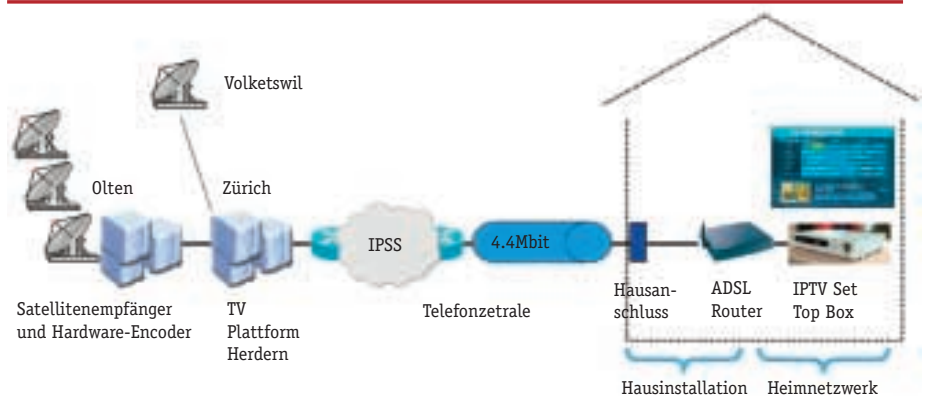 Volketswil
Olten
Zürich
IPSS
4.4Mbit
Satellitenempfänger
und Hardware-Encoder
TV
Plattform
Herdern
Telefonzetrale
Hausan-
schluss
ADSL
Router
IPTV Set
Top Box
Hausinstallation
Heimnetzwerk